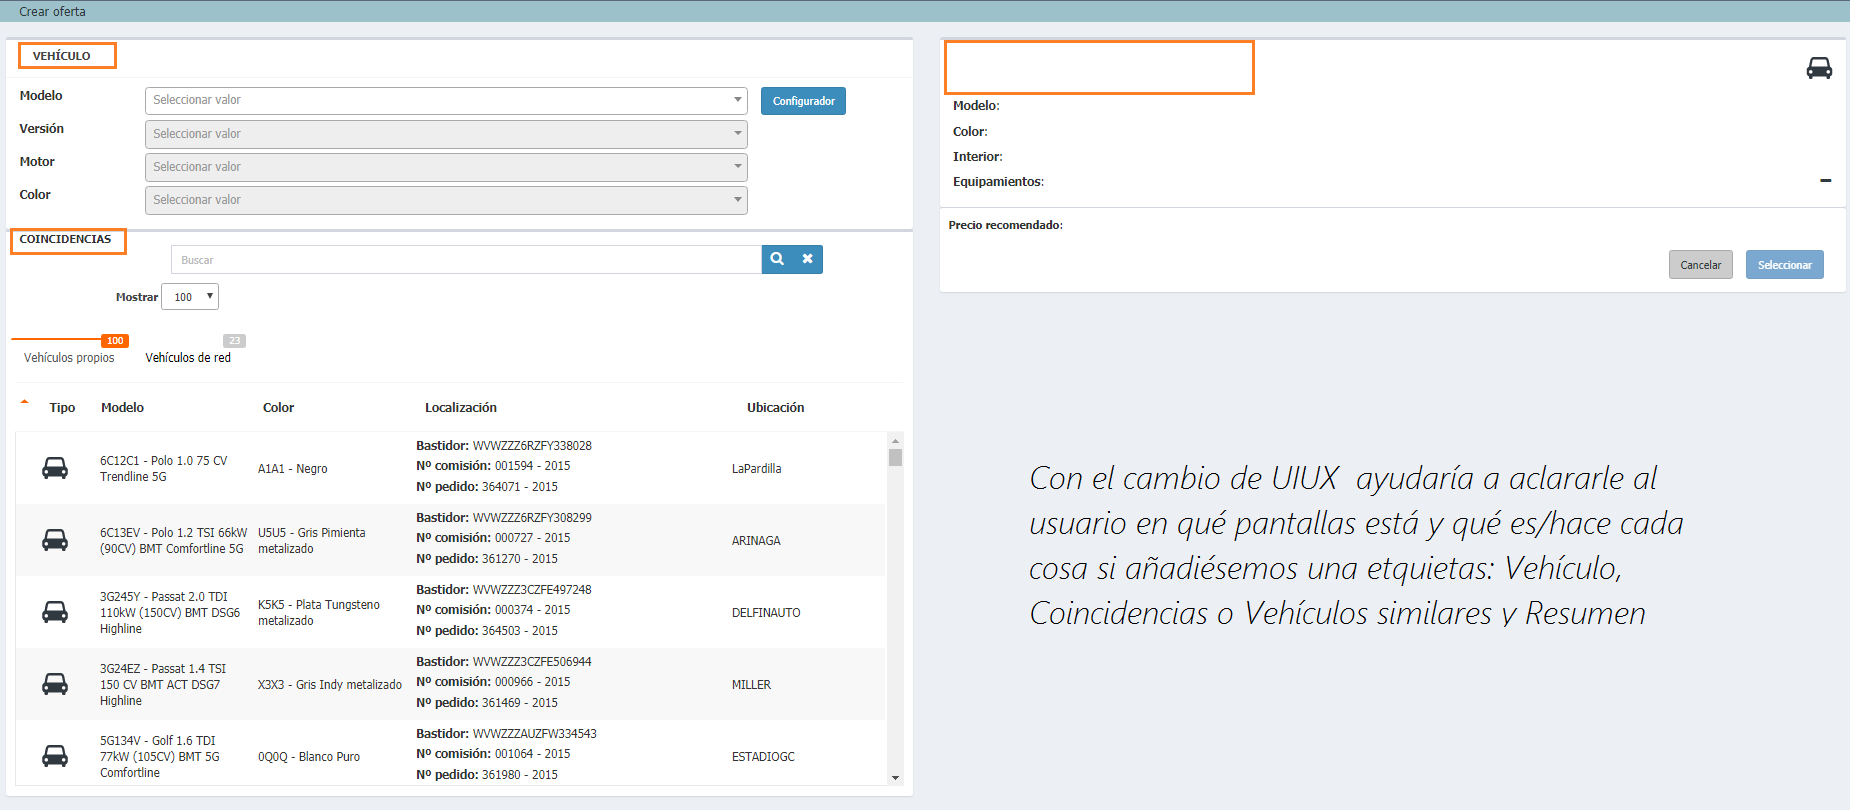 Crear oferta
VEHÍCULO
Modelo
Seleccionar valor
Configurador
Versión
Seleccionar valor
Motor
Seleccionar valor
Color
Seleccionar valor
COINCIDENCIAS
Buscar
Mostrar 100
100
23
Vehículos propios
Vehículos de red
Tipo Modelo Color Localización Ubicación
6C12C1 - Polo 1.0 75 CV
Trendline 5G
A1A1 - Negro
Bastidor: WVWZZZ6RZFY338028
Nº comisión: 001594 - 2015
Nº pedido: 364071 - 2015
LaPardilla
6C13EV - Polo 1.2 TSI 66kW
(90CV) BMT Comfortline 5G
U5U5 - Gris Pimienta
metalizado
Bastidor: WVWZZZ6RZFY308299
Nº comisión: 000727 - 2015
Nº pedido: 361270 - 2015
ARINAGA
3G245Y - Passat 2.0 TDI
110kW (150CV) BMT DSG6
Highline
K5K5 - Plata Tungsteno
metalizado
Bastidor: WVWZZZ3CZFE497248
Nº comisión: 000374 - 2015
Nº pedido: 364503 - 2015
DELFINAUTO
3G24EZ - Passat 1.4 TSI
150 CV BMT ACT DSG7
Highline
X3X3 - Gris Indy metalizado
Bastidor: WVWZZZ3CZFE506944
Nº comisión: 000966 - 2015
Nº pedido: 361469 - 2015
MILLER
5G134V - Golf 1.6 TDI
77kW (105CV) BMT 5G
Comfortline
0Q0Q - Blanco Puro
Bastidor: WVWZZZAUZFW334543
Nº comisión: 001064 - 2015
Nº pedido: 361980 - 2015
ESTADIOGC
Modelo:
Color:
Interior:
Equipamientos:
Precio recomendado:
Cancelar
Seleccionar
Con el cambio de UIUX ayudaría a aclararle al
usuario en qué pantallas está y qué es/hace cada
cosa si añadiésemos una etquietas: Vehículo,
Coincidencias o Vehículos similares y Resumen